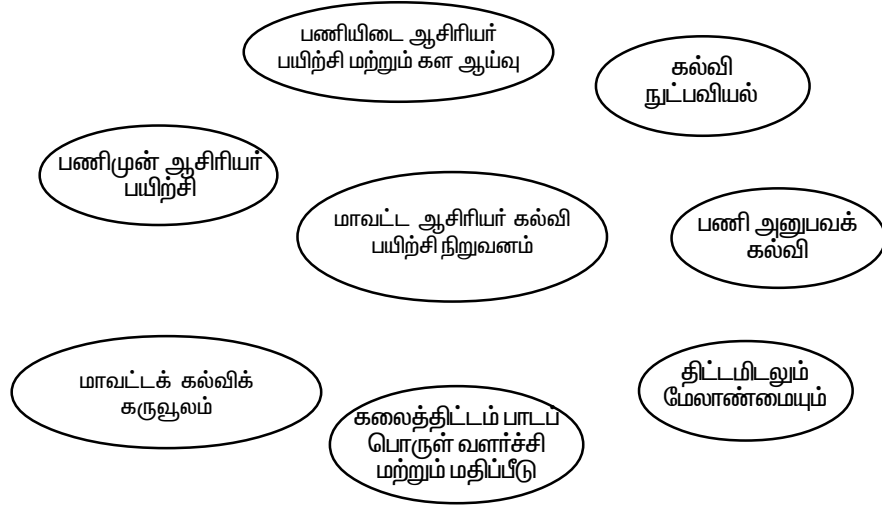 பணியிடை ஆசிரியர்
பயிற்சி மற்றும் கள ஆய்வு
கல்வி
நுட்பவியல்
பணிமுன் ஆசிரியர்
பயிற்சி
மாவட்ட ஆசிரியர் கல்வி
பயிற்சி நிறுவனம்
பணி அனுபவக்
கல்வி
மாவட்டக் கல்விக்
கருவூலம்
கலைத்திட்டம் பாடப்
பொருள் வளர்ச்சி
மற்றும் மதிப்பீடு
திட்டமிடலும்
மேலாண்மையும்